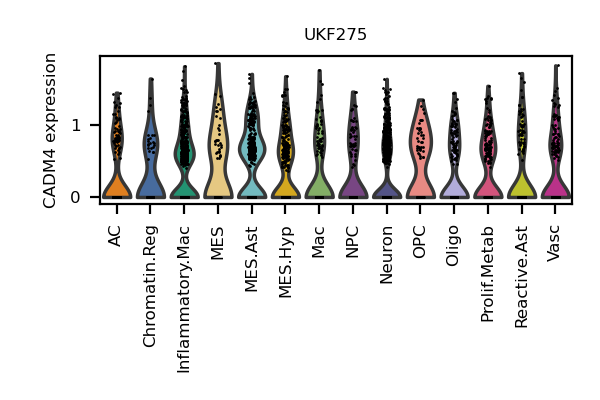 UKF275
CADM4 expression
1
0
AC
Chromatin.Reg
Inflammatory.Mac
MES
MES.Ast
MES.Hyp
Mac
NPC
Neuron
OPC
Oligo
Prolif.Metab
Reactive.Ast
Vasc